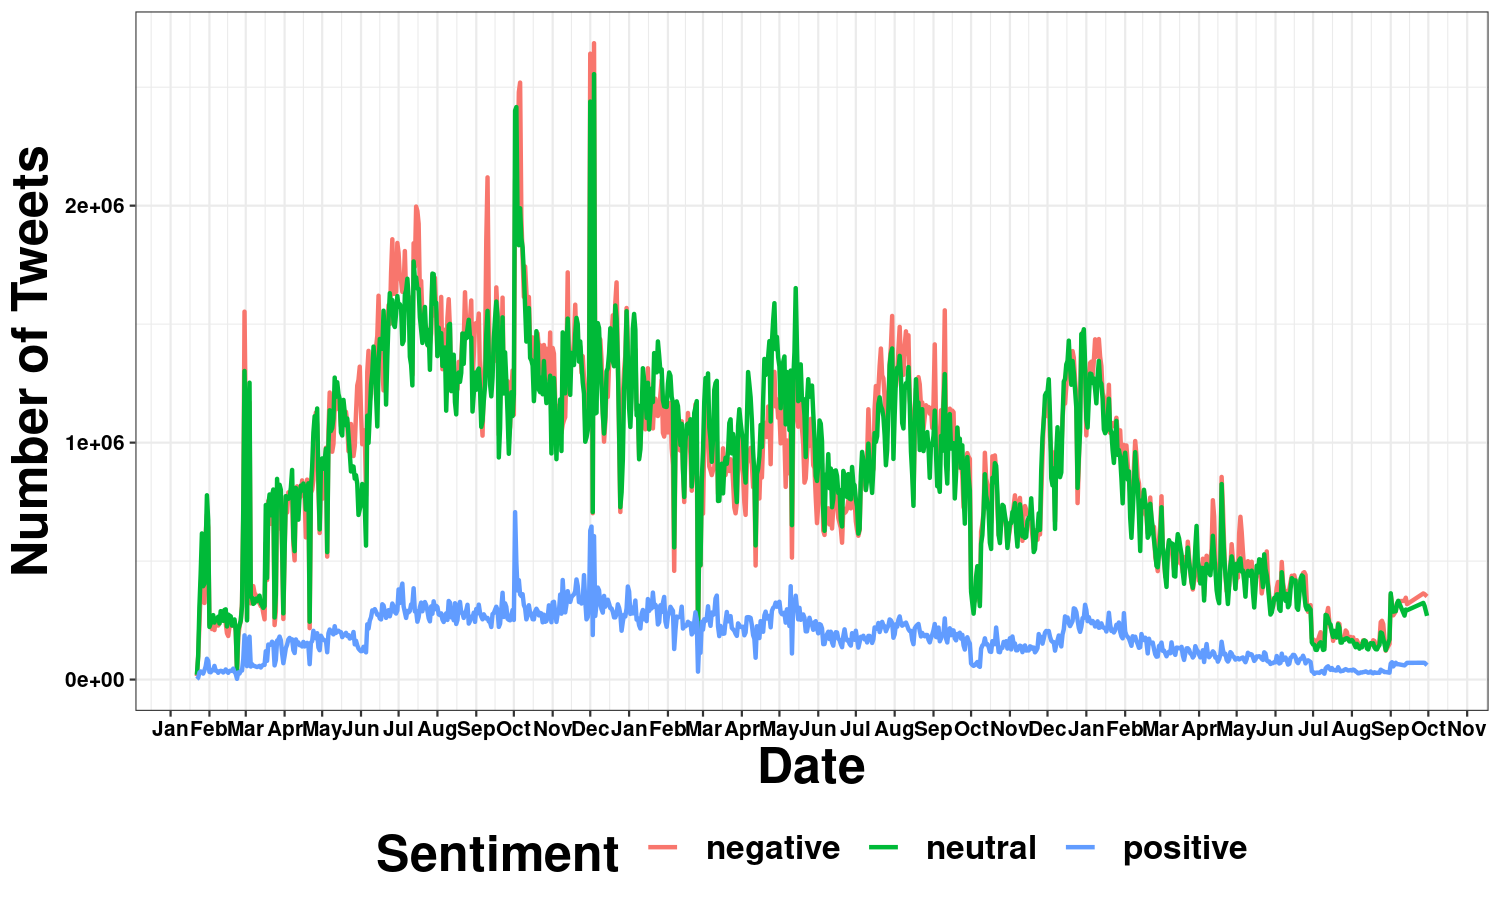 Number of Tweets
2e+06
1e+06
0e+00
Jan Feb Mar Apr May Jun Jul Aug Sep Oct Nov Dec Jan Feb Mar Apr May Jun Jul Aug Sep Oct Nov Dec Jan Feb Mar Apr May Jun Jul Aug Sep Oct Nov
Date
Sentiment negative neutral positive